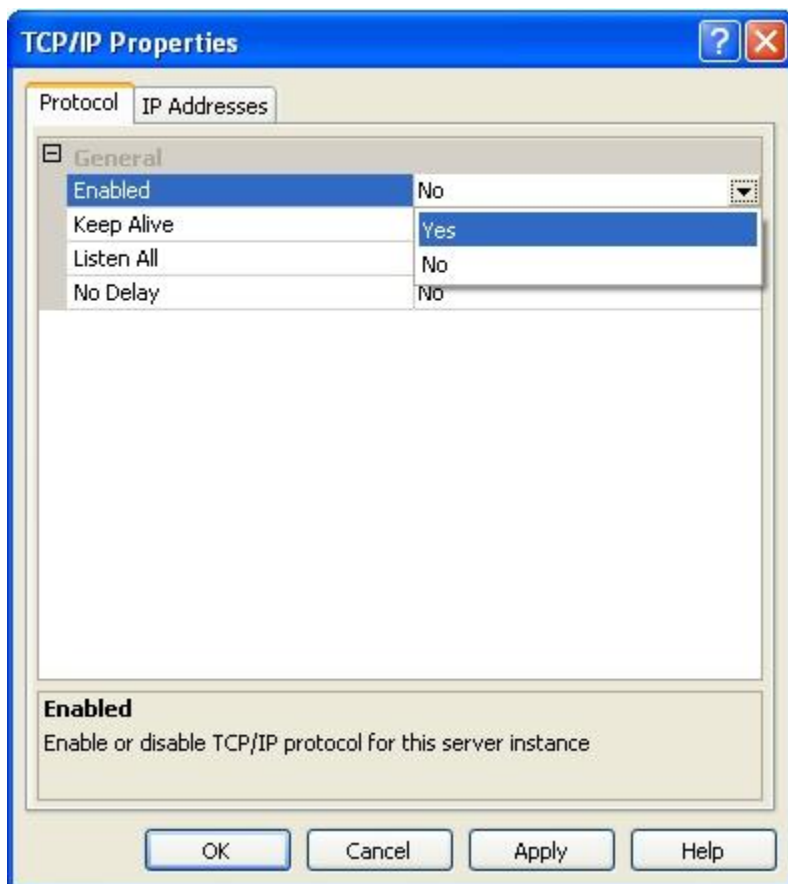 TCP/IP Properties
Protocol IP Addresses
General
Enabled No
Keep Alive Yes
Listen All No
No Delay No
Enabled
Enable or disable TCP/IP protocol for this server instance
OK Cancel Apply Help